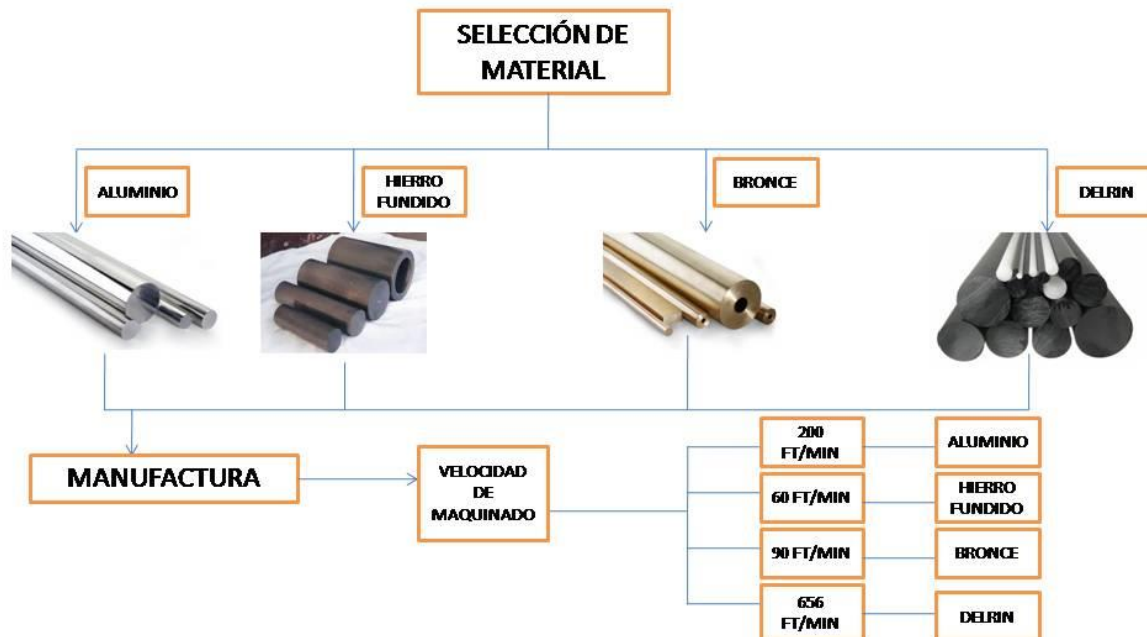 SELECCIÓN DE
MATERIAL
ALUMINIO
HIERRO
FUNDIDO
BRONCE
DELRIN
MANUFACTURA
VELOCIDAD
DE
MAQUINADO
200
FT/MIN
ALUMINIO
60 FT/MIN
HIERRO
FUNDIDO
90 FT/MIN
BRONCE
656
FT/MIN
DELRIN